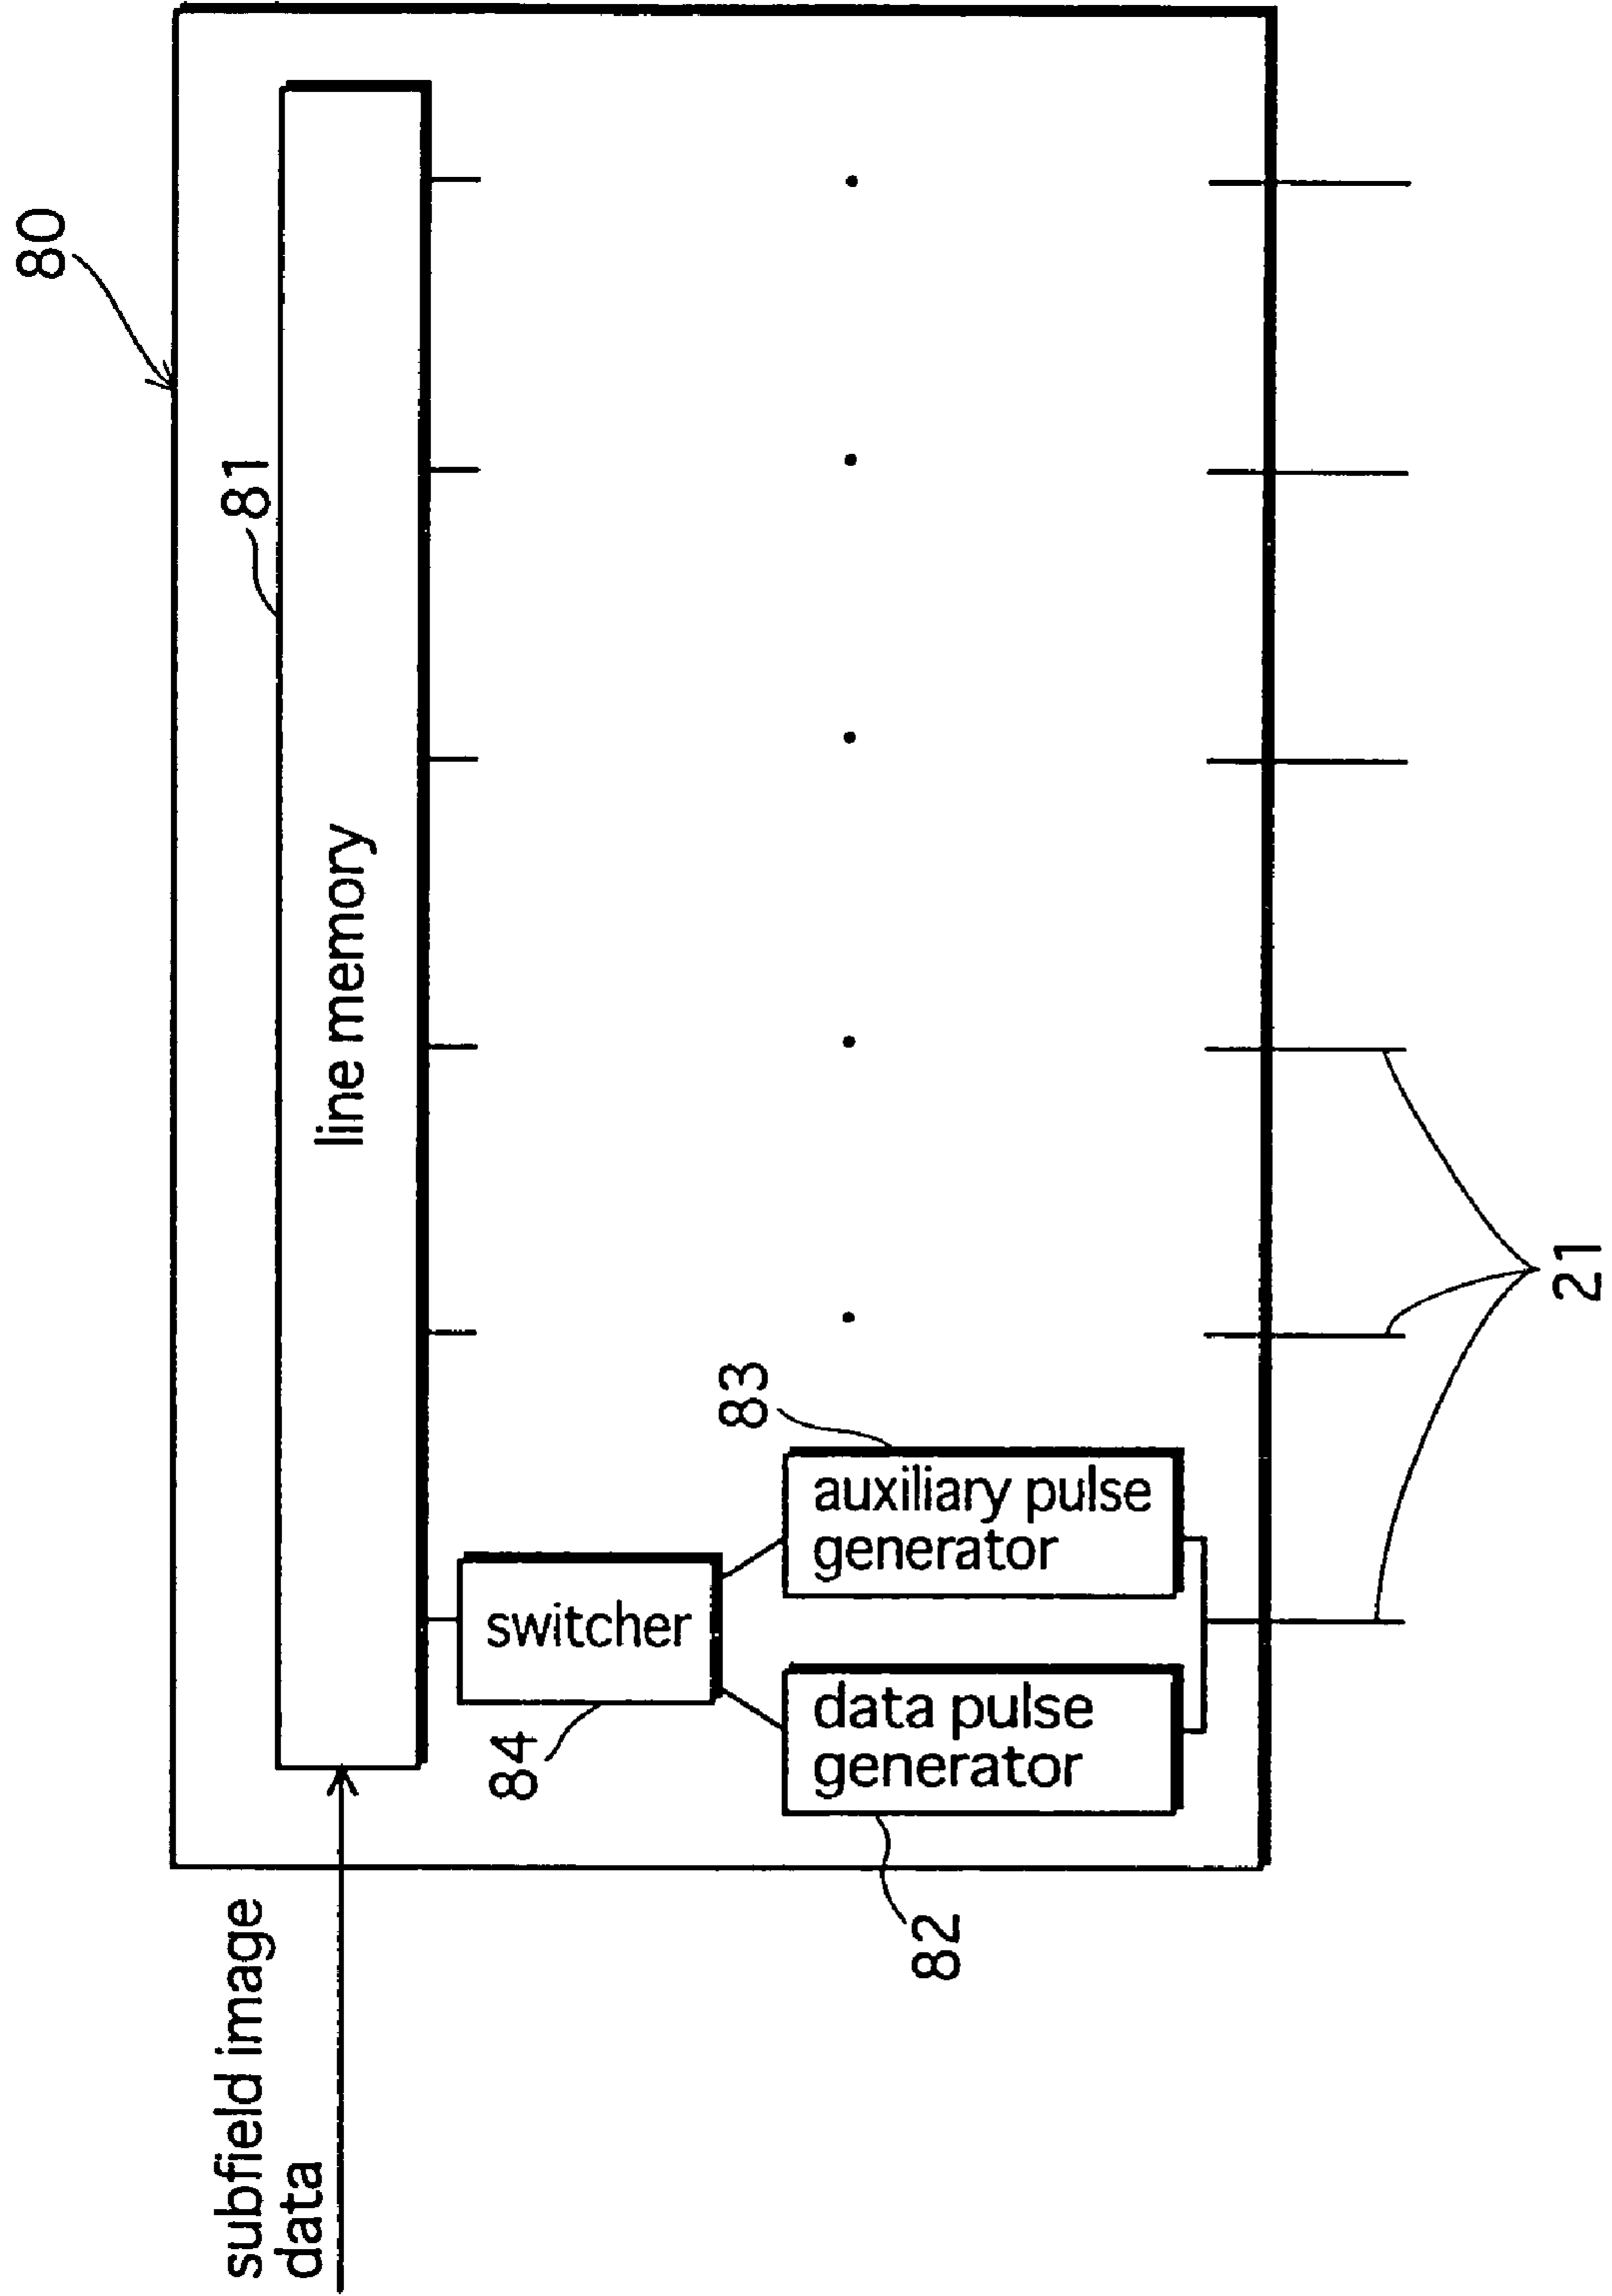 80
81
line memory
subfield image
data
84
switcher
83
auxiliary pulse
generator
82
data pulse
generator
21